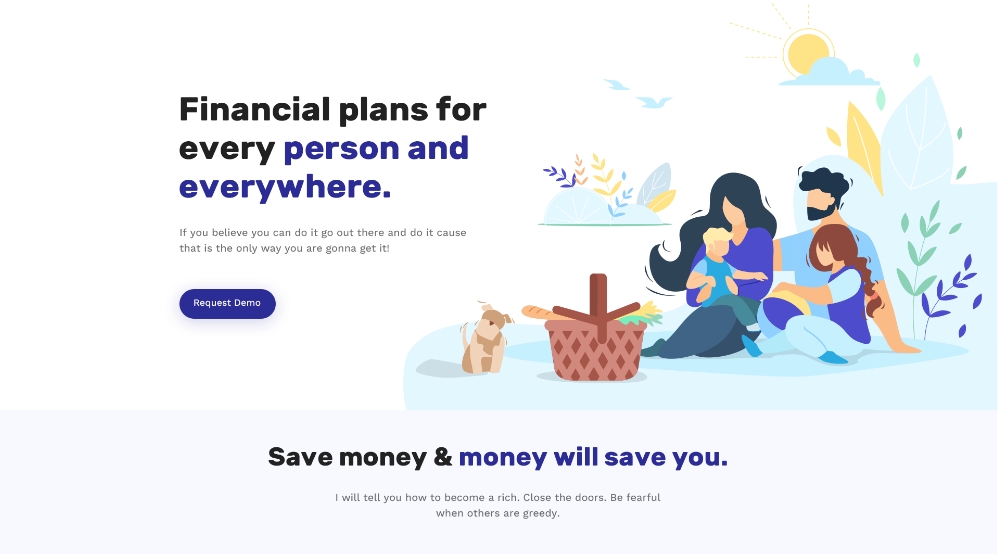 Financial plans for
every person and
everywhere.
If you believe you can do it go out there and do it cause
that is the only way you are gonna get it!
Request Demo
Save money & money will save you.
I will tell you how to become a rich. Close the doors. Be fearful
when others are greedy.